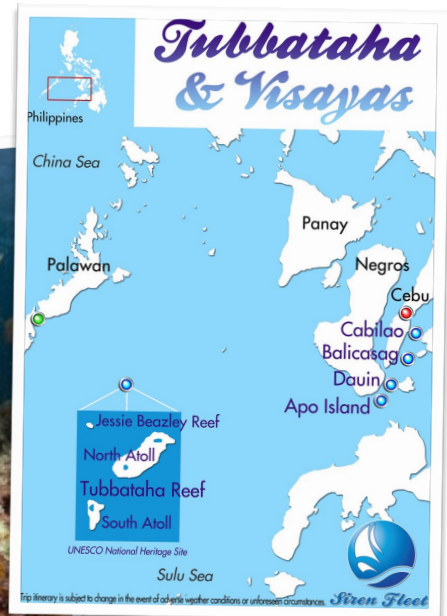 Tubbataha
& Visayas
Philippines
China Sea
Panay
Palawan
Negros
Cebu
Cabilao
Balicasag
Dauin
Apo Island
Jessie Beazley Reef
North Atoll
Tubbataha Reef
South Atoll
UNESCO National Heritage Site
Sulu Sea
Trip itinerary is subject to change in the event of adverse weather conditions or unforeseen circumstances.
Siren Fleet